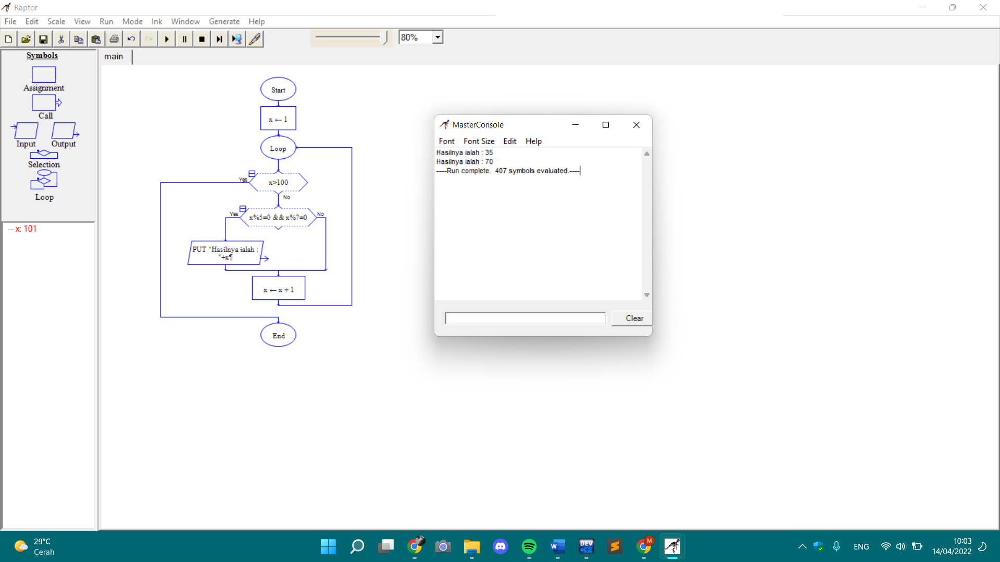 Raptor
File Edit Scale View Run Mode Ink Window Generate Help
80%
Symbols
Assignment
Call
Input Output
Selection
Loop
x: 101
main
Start
x ← 1
Loop
Yes
x>100
No
Yes
x%5=0 && x%7=0
No
PUT "Hasilnya ialah :
"+x¶
x ← x + 1
End
MasterConsole
Font Font Size Edit Help
Hasilnya ialah : 35
Hasilnya ialah : 70
----Run complete. 407 symbols evaluated.----
Clear
29°C
Cerah
W
DEV
C++
M
ENG
10:03
14/04/2022